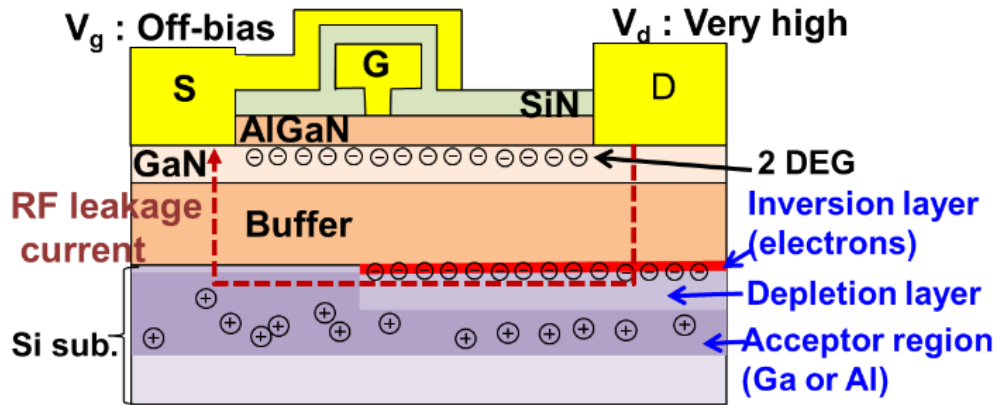 V_g : Off-bias
V_d : Very high
S
G
D
SiN
AlGaN
GaN
2 DEG
RF leakage
current
Buffer
Inversion layer
(electrons)
Depletion layer
Si sub.
Acceptor region
(Ga or Al)